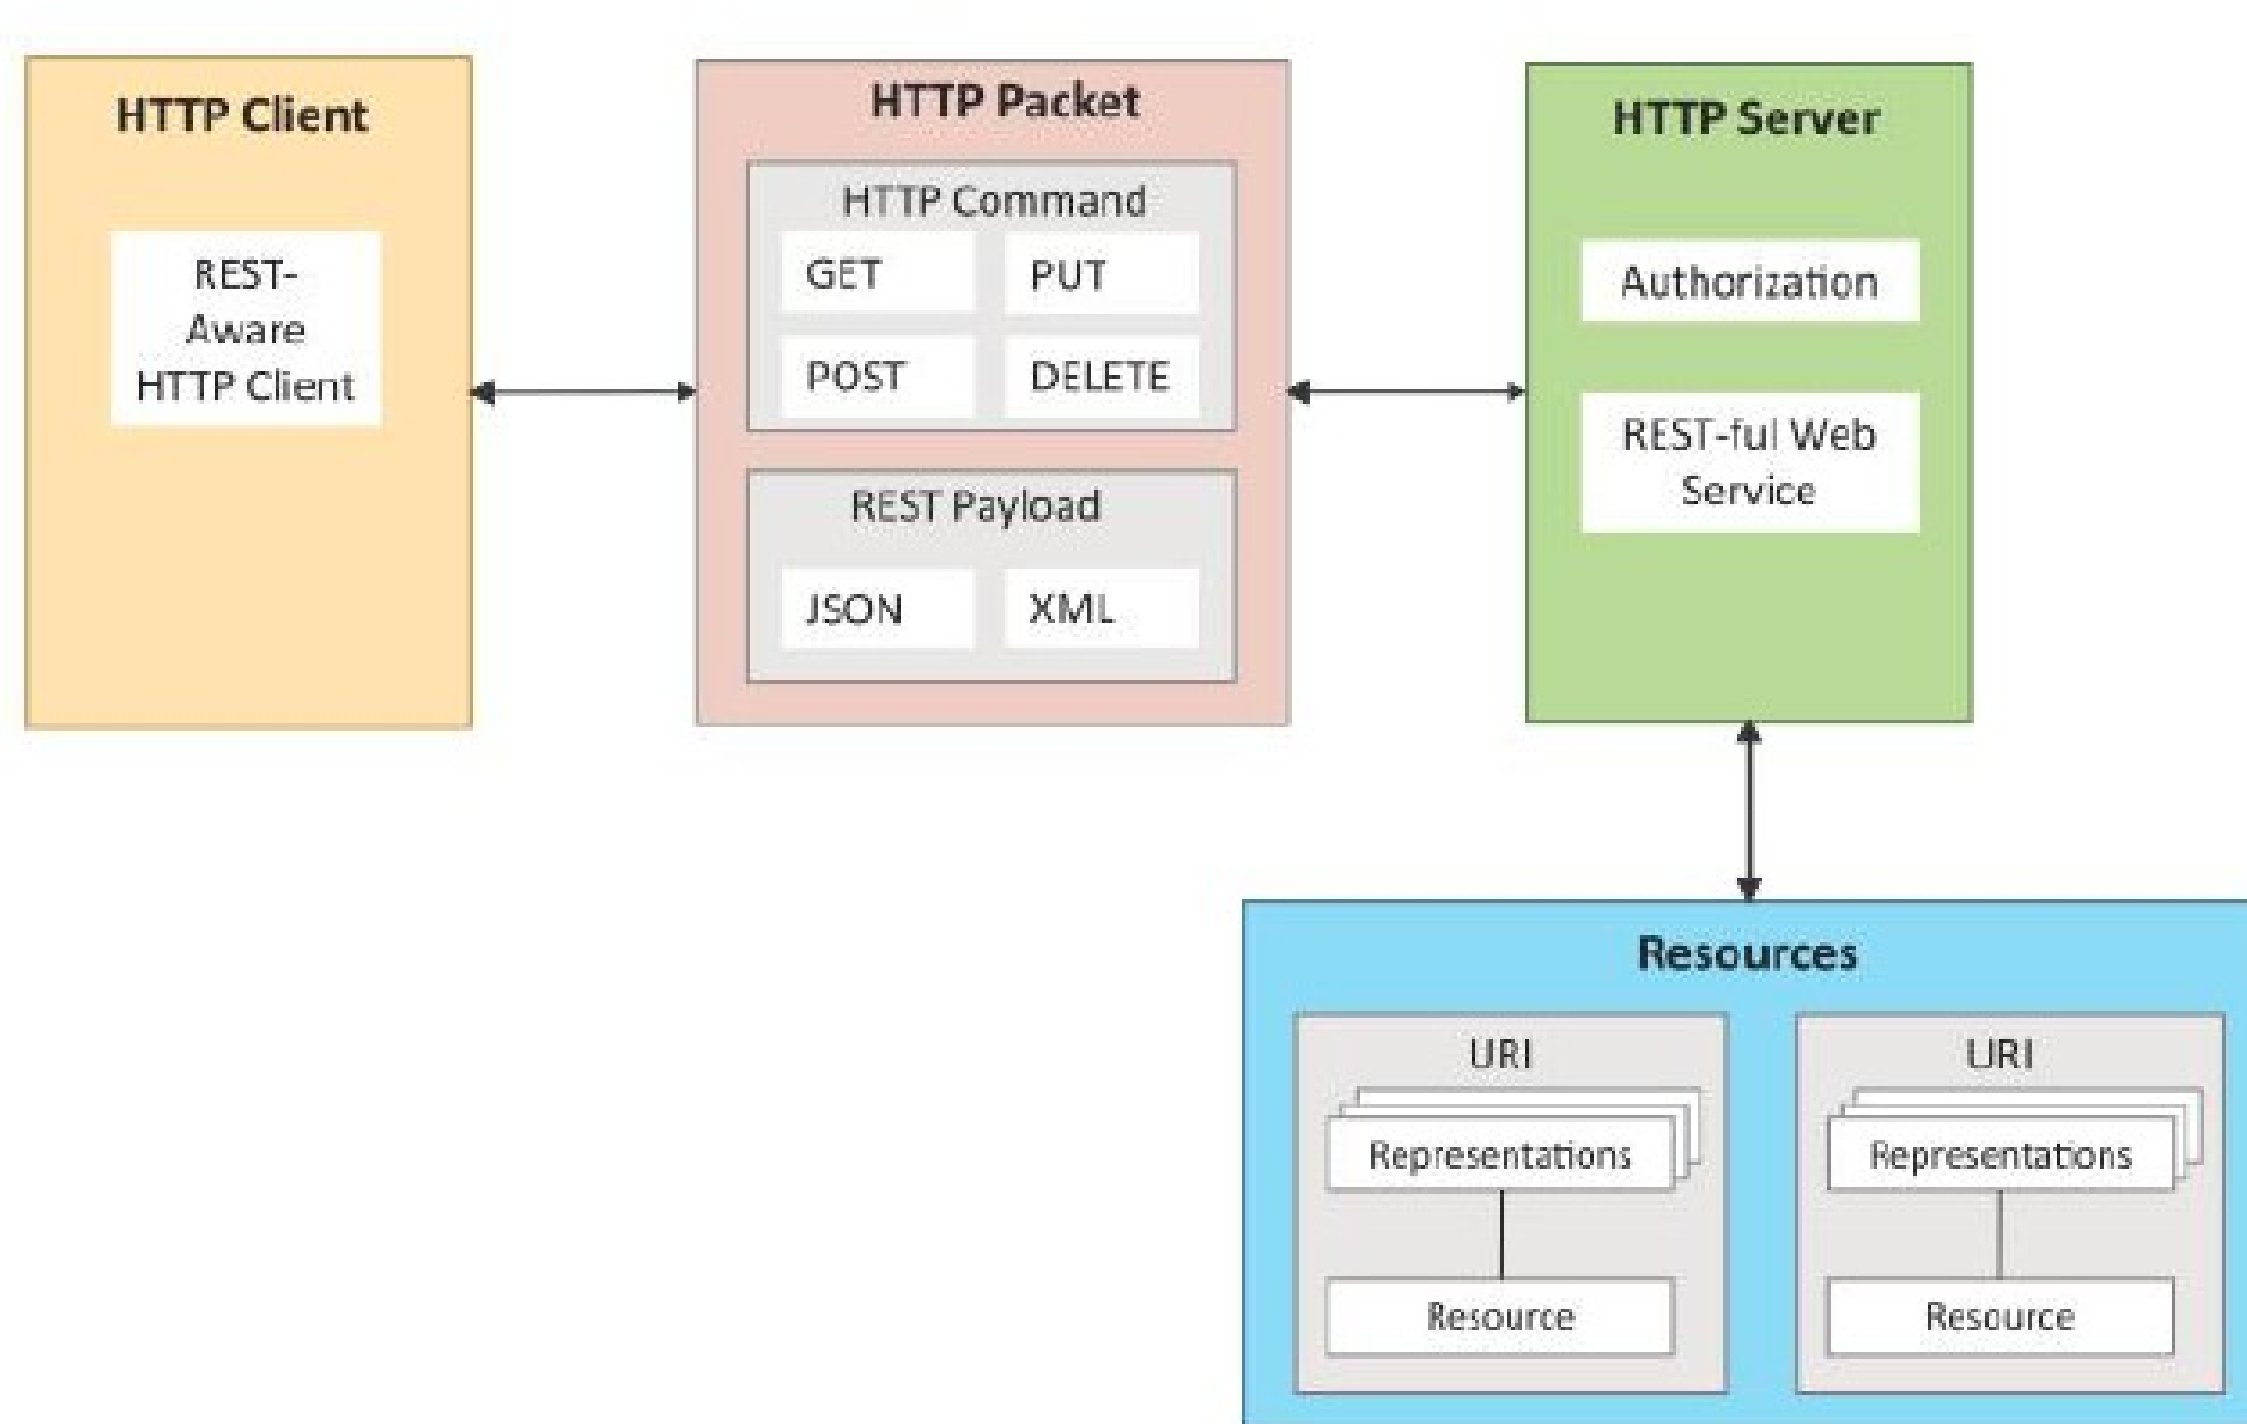 HTTP Client
REST-
Aware
HTTP Client
HTTP Packet
HTTP Command
GET
PUT
POST
DELETE
REST Payload
JSON
XML
HTTP Server
Authorization
REST-ful Web
Service
Resources
URI
Representations
Resource
URI
Representations
Resource